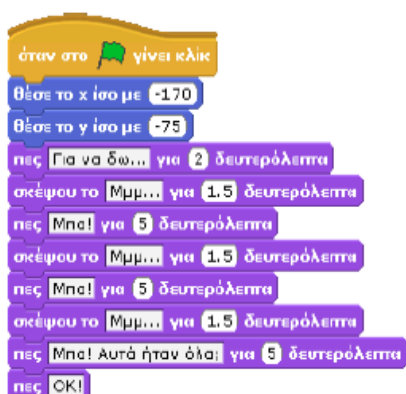 όταν στο γίνει κλικ
θέσε το x ίσο με -170
θέσε το y ίσο με -75
πες Για να δω... για 2 δευτερόλεπτα
σκέψου το Μμμ... για 1.5 δευτερόλεπτα
πες Μπα! για 5 δευτερόλεπτα
σκέψου το Μμμ... για 1.5 δευτερόλεπτα
πες Μπα! για 5 δευτερόλεπτα
σκέψου το Μμμ... για 1.5 δευτερόλεπτα
πες Μπα! Αυτά ήταν όλα; για 5 δευτερόλεπτα
πες OK!